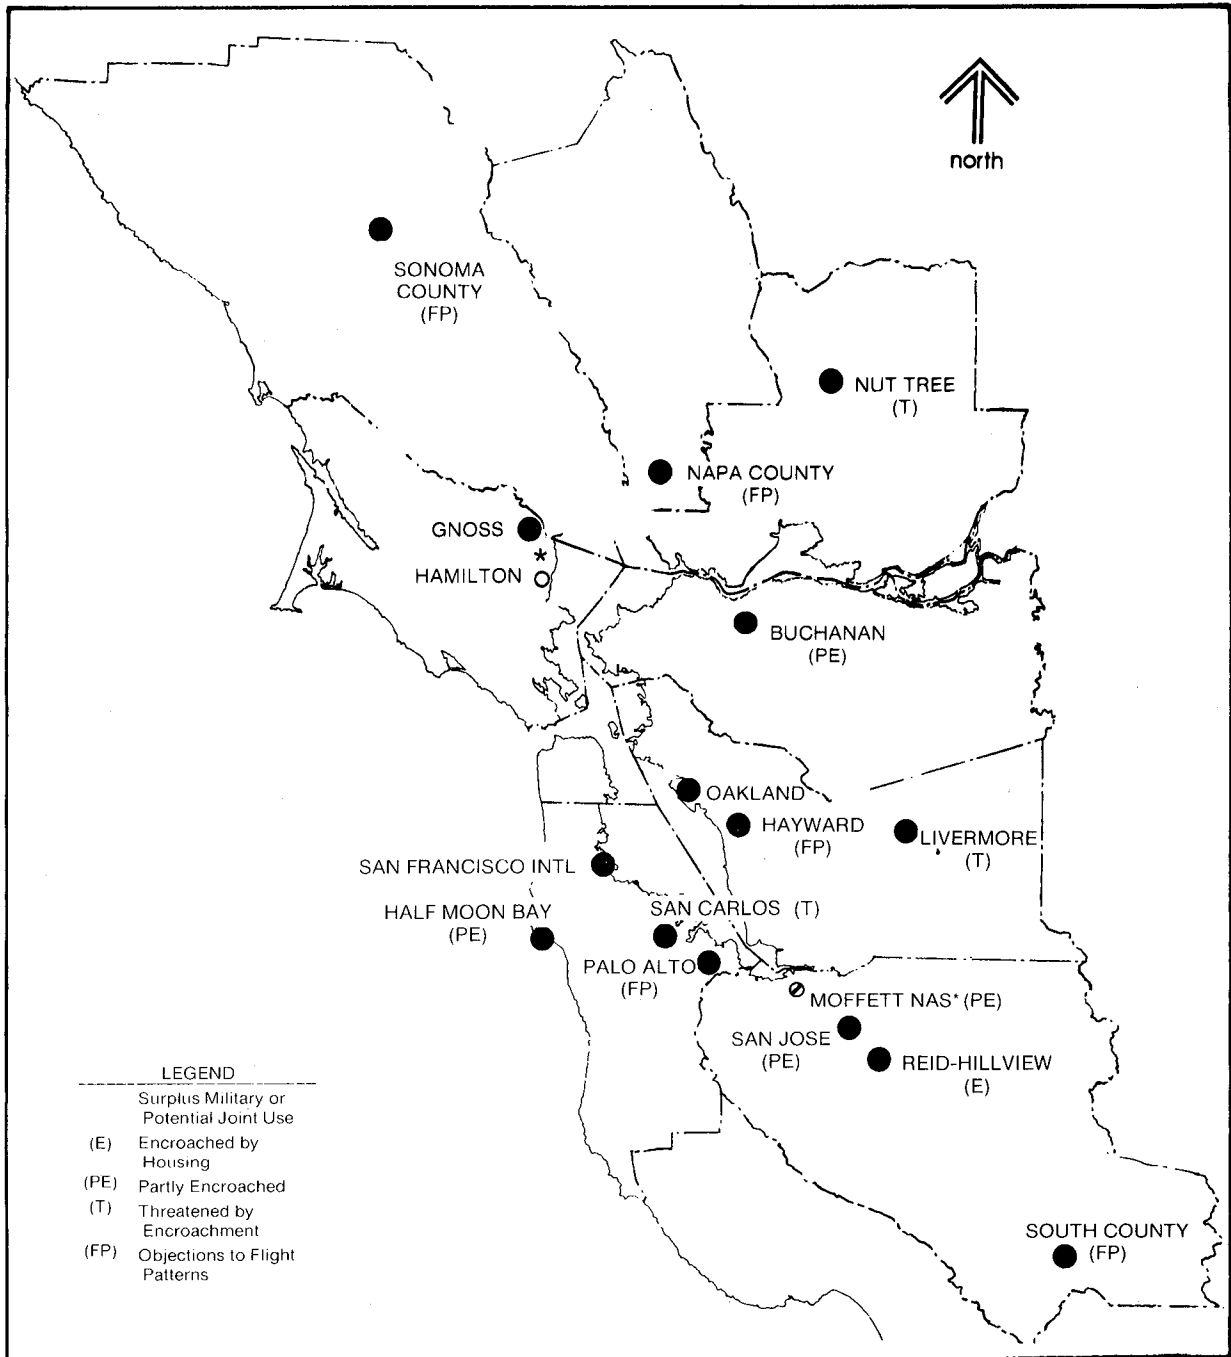 north
SONOMA
COUNTY
(FP)
NUT TREE
(T)
NAPA COUNTY
(FP)
GNOSS
*
HAMILTON
BUCHANAN
(PE)
OAKLAND
HAYWARD
(FP)
LIVERMORE
(T)
SAN FRANCISCO INTL
HALF MOON BAY
(PE)
SAN CARLOS (T)
PALO ALTO
(FP)
MOFFETT NAS* (PE)
SAN JOSE
(PE)
REID-HILLVIEW
(E)
SOUTH COUNTY
(FP)
LEGEND
Surplus Military or
Potential Joint Use
(E) Encroached by
Housing
(PE) Partly Encroached
(T) Threatened by
Encroachment
(FP) Objections to Flight
Patterns